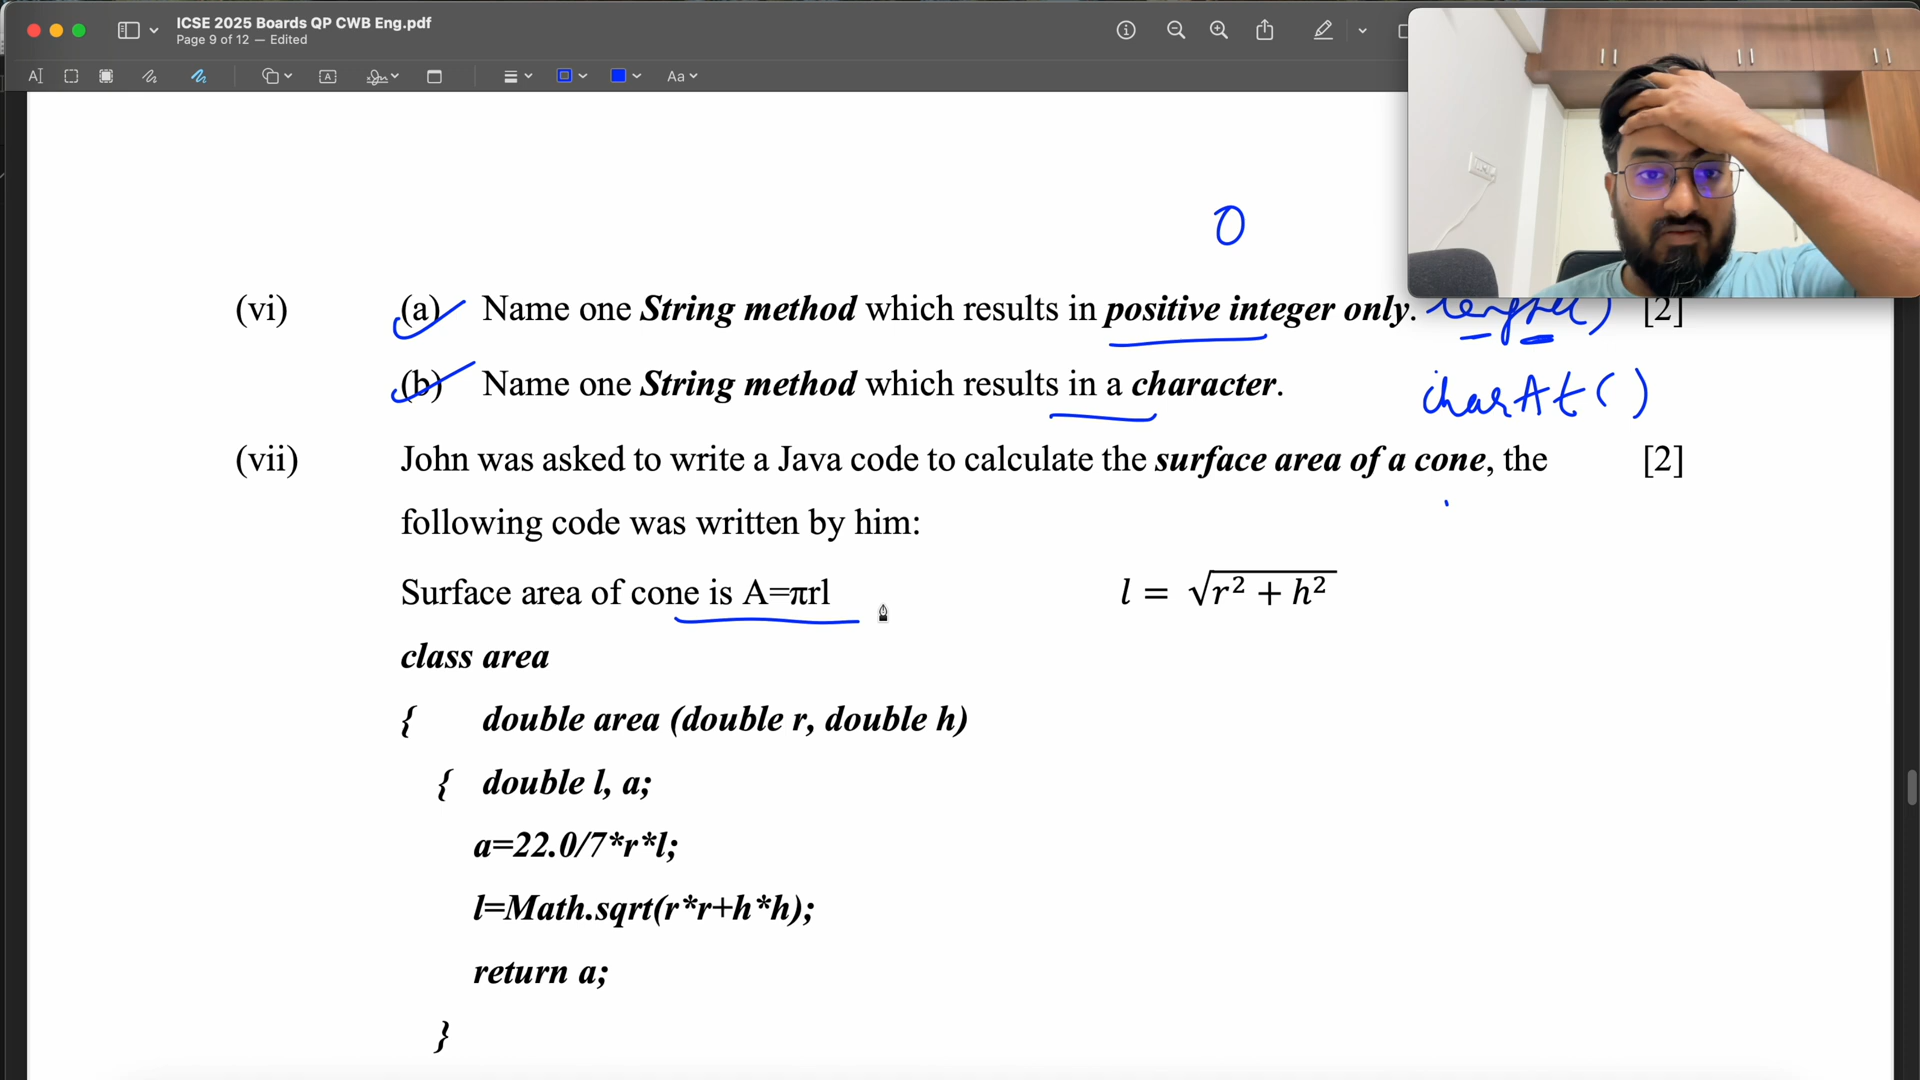 ICSE 2025 Boards QP CWB Eng.pdf
Page 9 of 12 — Edited
A
A
Aa
0
(vi) (a) Name one String method which results in positive integer only. length() [2]
(b) Name one String method which results in a character. charAt()
(vii) John was asked to write a Java code to calculate the surface area of a cone, the [2]
following code was written by him:
Surface area of cone is A=πrl l = √r² + h²
class area
{ double area (double r, double h)
{ double l, a;
a=22.0/7*r*l;
l=Math.sqrt(r*r+h*h);
return a;
}